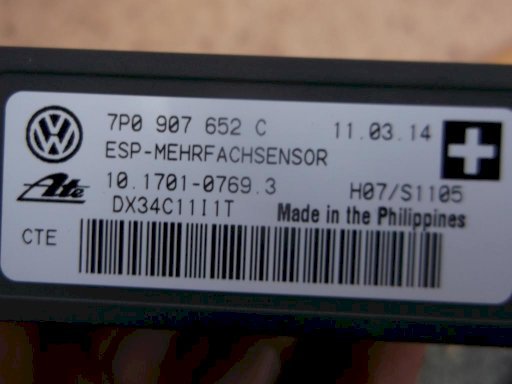 7P0 907 652 C 11.03.14
ESP-MEHRFACHSENSOR
Ate 10.1701-0769.3 H07/S1105
DX34C11I1T Made in the Philippines
CTE